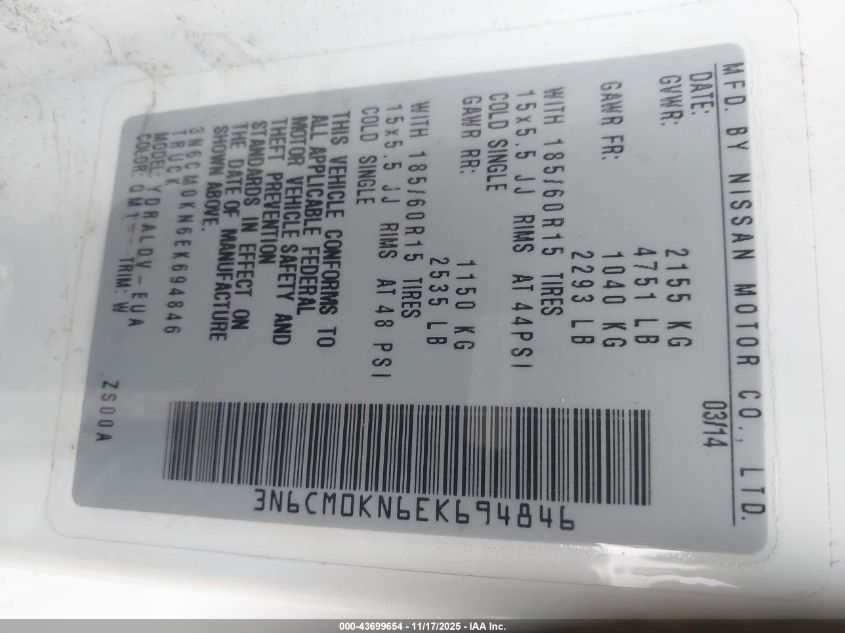 MFD. BY NISSAN MOTOR CO., LTD.
DATE: 03/14
GVWR: 2155 KG
4751 LB
GAWR FR: 1040 KG
2293 LB
WITH 185/60R15 TIRES
15x5.5 JJ RIMS AT 44PSI
COLD SINGLE
GAWR RR: 1150 KG
2535 LB
WITH 185/60R15 TIRES
15x5.5 JJ RIMS AT 48 PSI
COLD SINGLE
THIS VEHICLE CONFORMS TO
ALL APPLICABLE FEDERAL
MOTOR VEHICLE SAFETY AND
THEFT PREVENTION
STANDARDS IN EFFECT ON
THE DATE OF MANUFACTURE
SHOWN ABOVE.
3N6CM0KN6EK694846
TRUCK
MODEL: YDRALDV-EUA
COLOR: QM1 TRIM: W
ZS00A
3N6CM0KN6EK694846
000-43699654 - 11/17/2025 - IAA Inc.